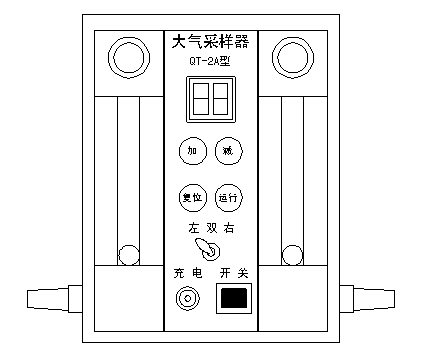 大气采样器
QT-2A型
加 减
复位 运行
左 双 右
充 电 开 关